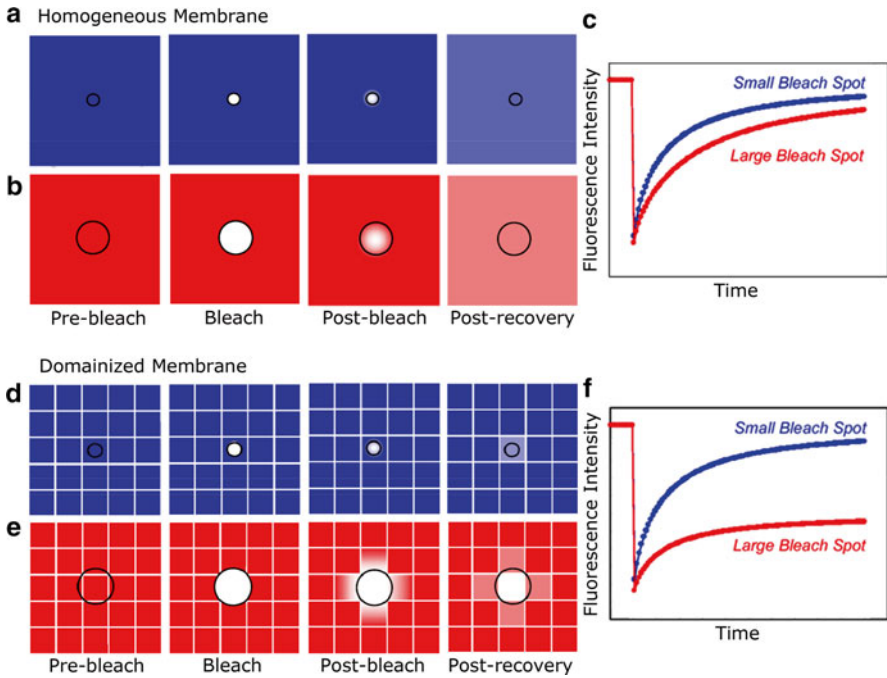 a Homogeneous Membrane
b
Pre-bleach Bleach Post-bleach Post-recovery
c
Fluorescence Intensity
Small Bleach Spot
Large Bleach Spot
Time
Domainized Membrane
d
e
Pre-bleach Bleach Post-bleach Post-recovery
f
Fluorescence Intensity
Small Bleach Spot
Large Bleach Spot
Time